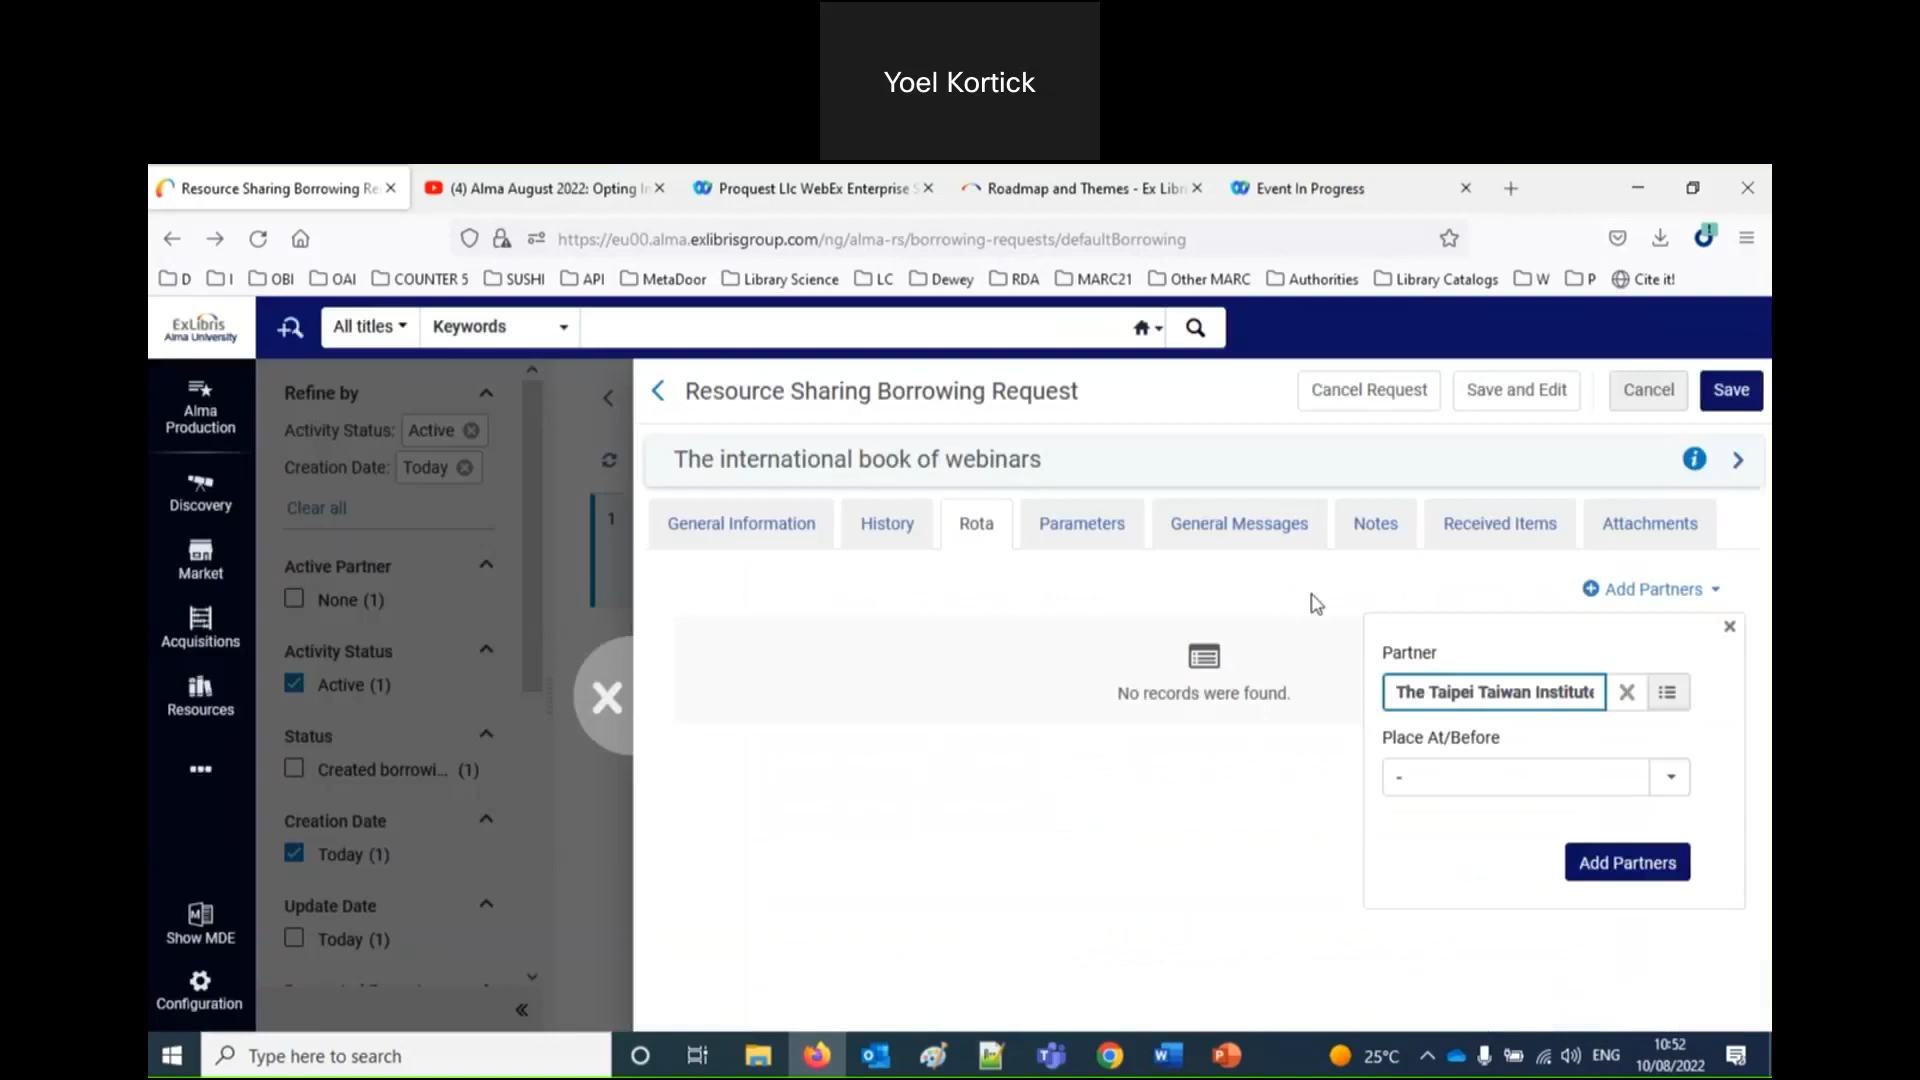 Yoel Kortick
Resource Sharing Borrowing Re
(4) Alma August 2022: Opting In
Proquest Llc WebEx Enterprise S
Roadmap and Themes - Ex Libri
Event In Progress
https://eu00.alma.exlibrisgroup.com/ng/alma-rs/borrowing-requests/defaultBorrowing
D I OBI OAI COUNTER 5 SUSHI API MetaDoor Library Science LC Dewey RDA MARC21 Other MARC Authorities Library Catalogs W P Cite it!
ExLibris
Alma University
All titles
Keywords
Alma
Production
Discovery
Market
Acquisitions
Resources
Show MDE
Configuration
Refine by
Activity Status: Active
Creation Date: Today
Clear all
Active Partner
None (1)
Activity Status
Active (1)
Status
Created borrowi... (1)
Creation Date
Today (1)
Update Date
Today (1)
1
Resource Sharing Borrowing Request
Cancel Request
Save and Edit
Cancel
Save
The international book of webinars
General Information
History
Rota
Parameters
General Messages
Notes
Received Items
Attachments
Add Partners
No records were found.
Partner
The Taipei Taiwan Institute
Place At/Before
-
Add Partners
Type here to search
25°C
ENG
10:52
10/08/2022